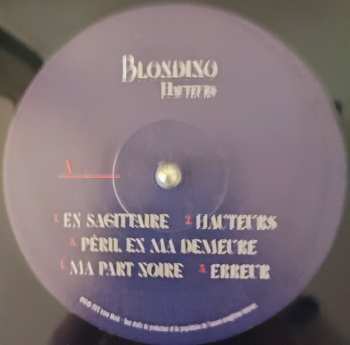 BLONDINO
HAUTEURS
A
1. EN SAGITTAIRE 2. HAUTEURS
3. PÉRIL EN MA DEMEURE
4. MA PART NOIRE 5. ERREUR